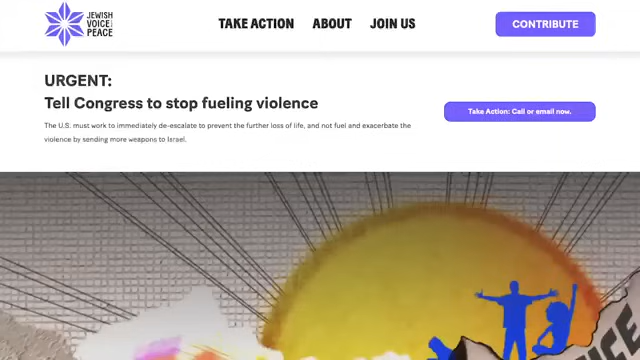 JEWISH
VOICE FOR
PEACE
TAKE ACTION
ABOUT
JOIN US
CONTRIBUTE
URGENT:
Tell Congress to stop fueling violence
The U.S. must work to immediately de-escalate to prevent the further loss of life, and not fuel and exacerbate the
violence by sending more weapons to Israel.
Take Action: Call or email now.